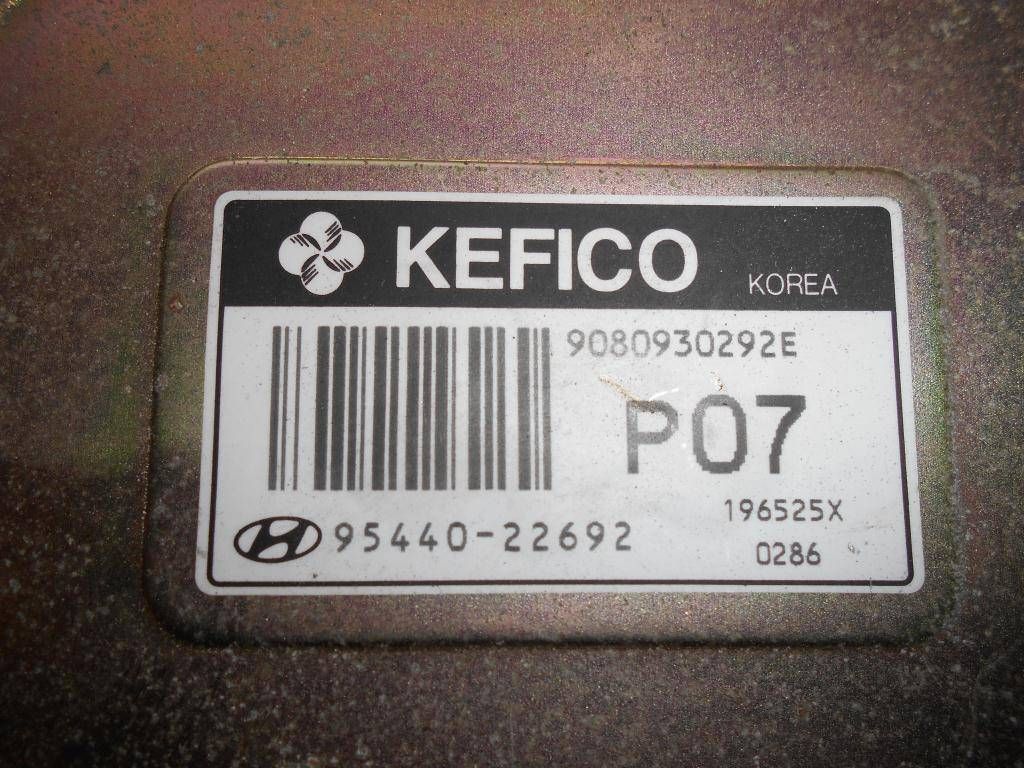 KEFICO KOREA
9080930292E
P07
196525X
95440-22692
0286